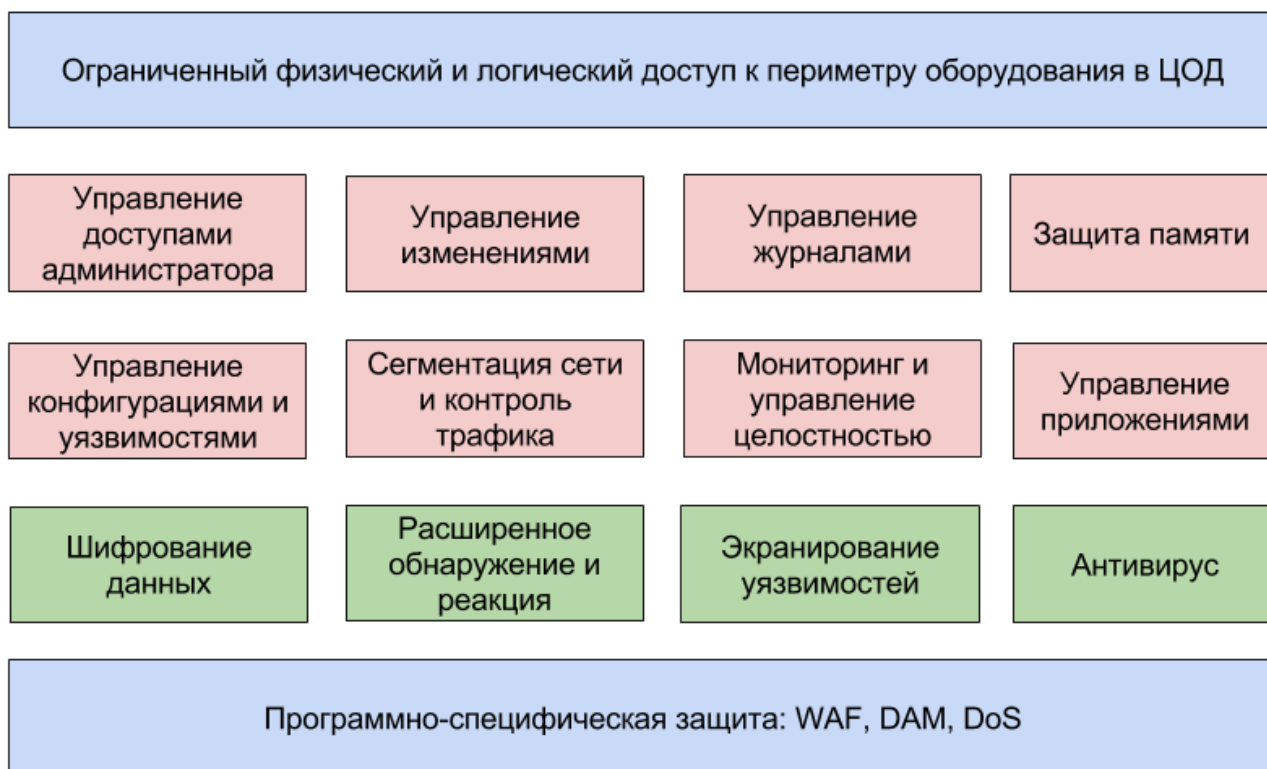 Ограниченный физический и логический доступ к периметру оборудования в ЦОД
Управление
доступами
администратора
Управление
изменениями
Управление
журналами
Защита памяти
Управление
конфигурациями и
уязвимостями
Сегментация сети
и контроль
трафика
Мониторинг и
управление
целостностью
Управление
приложениями
Шифрование
данных
Расширенное
обнаружение и
реакция
Экранирование
уязвимостей
Антивирус
Программно-специфическая защита: WAF, DAM, DoS